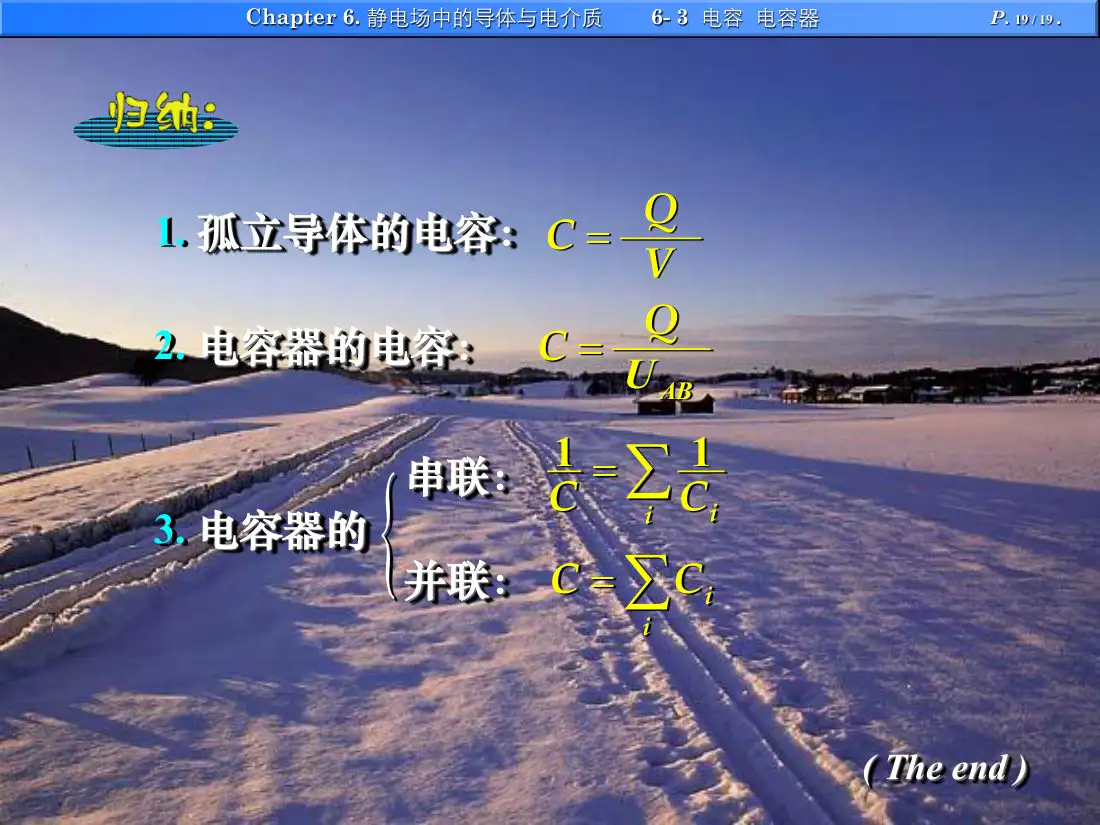 Chapter 6. 静电场中的导体与电介质 6-3 电容 电容器 P. 19/19.
归纳:
1. 孤立导体的电容: C = Q/V
2. 电容器的电容: C = Q/U_AB
3. 电容器的
串联: 1/C = ∑_i 1/C_i
并联: C = ∑_i C_i
( The end )